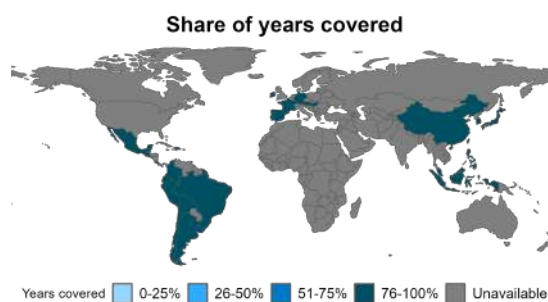 Share of years covered
Years covered 0-25% 26-50% 51-75% 76-100% Unavailable